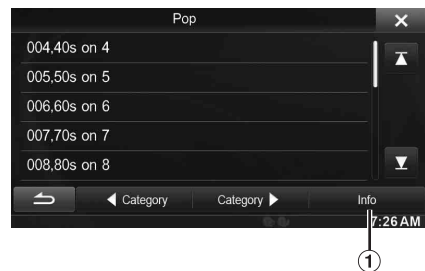 Pop
004,40s on 4
005,50s on 5
006,60s on 6
007,70s on 7
008,80s on 8
Category Category Info
7:26 AM
1